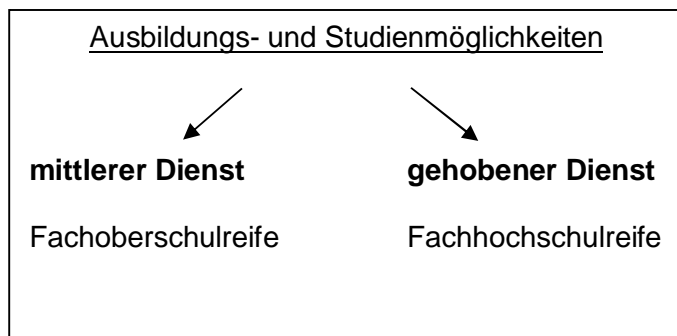 Ausbildungs- und Studienmöglichkeiten
mittlerer Dienst
gehobener Dienst
Fachoberschulreife
Fachhochschulreife